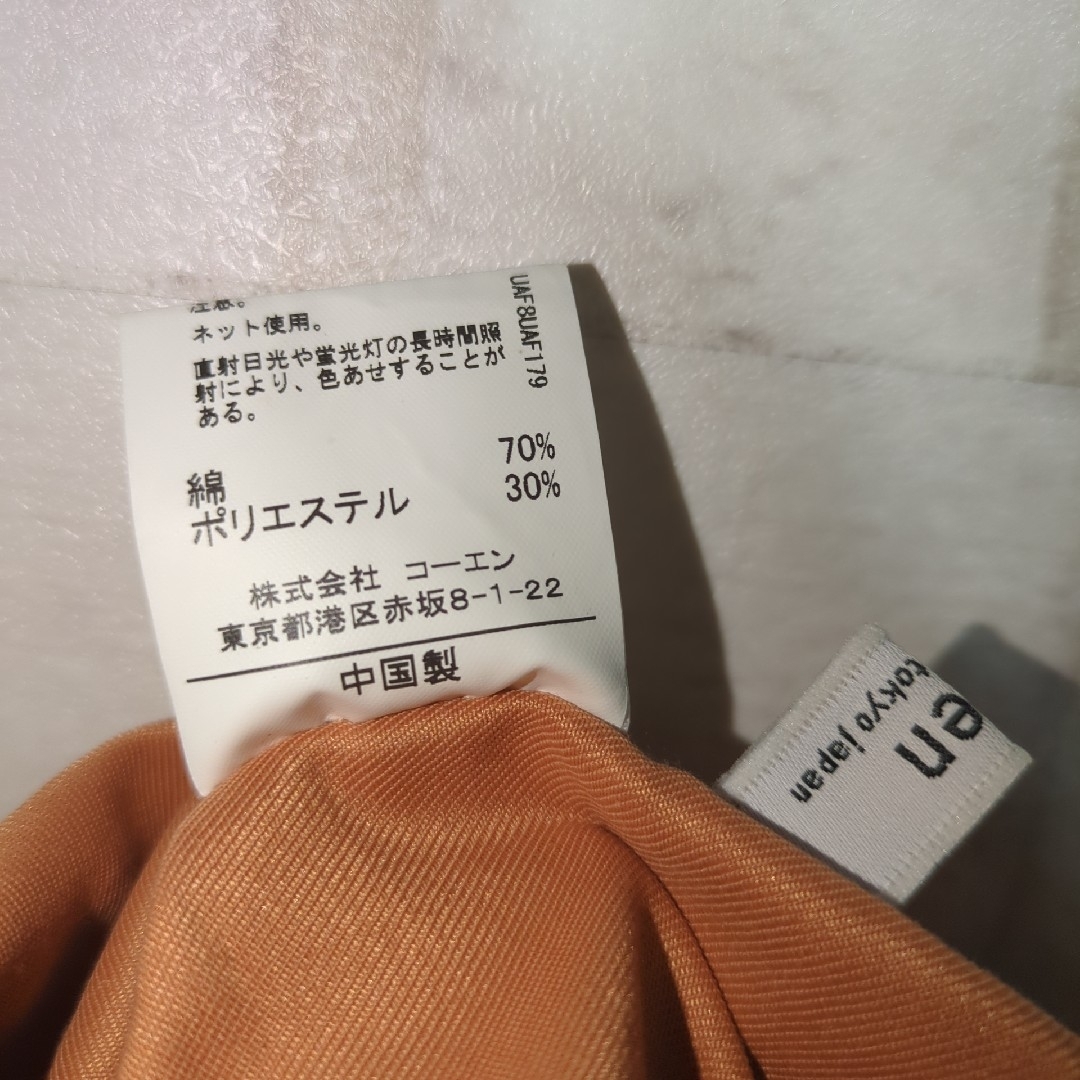 注意。
ネット使用。
直射日光や蛍光灯の長時間照
射により、色あせすることが
ある。
UAF8UAF179
綿 70%
ポリエステル 30%
株式会社 コーエン
東京都港区赤坂8-1-22
中国製
en
tokyo japan